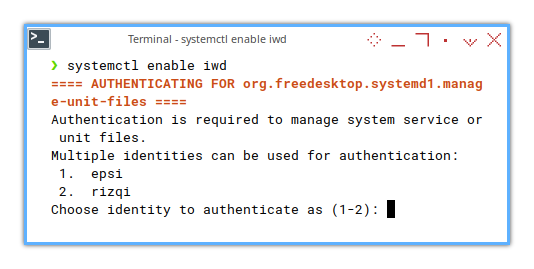 Terminal - systemctl enable iwd
❯ systemctl enable iwd
==== AUTHENTICATING FOR org.freedesktop.systemd1.manag
e-unit-files ====
Authentication is required to manage system service or
 unit files.
Multiple identities can be used for authentication:
 1.  epsi
 2.  rizqi
Choose identity to authenticate as (1-2):